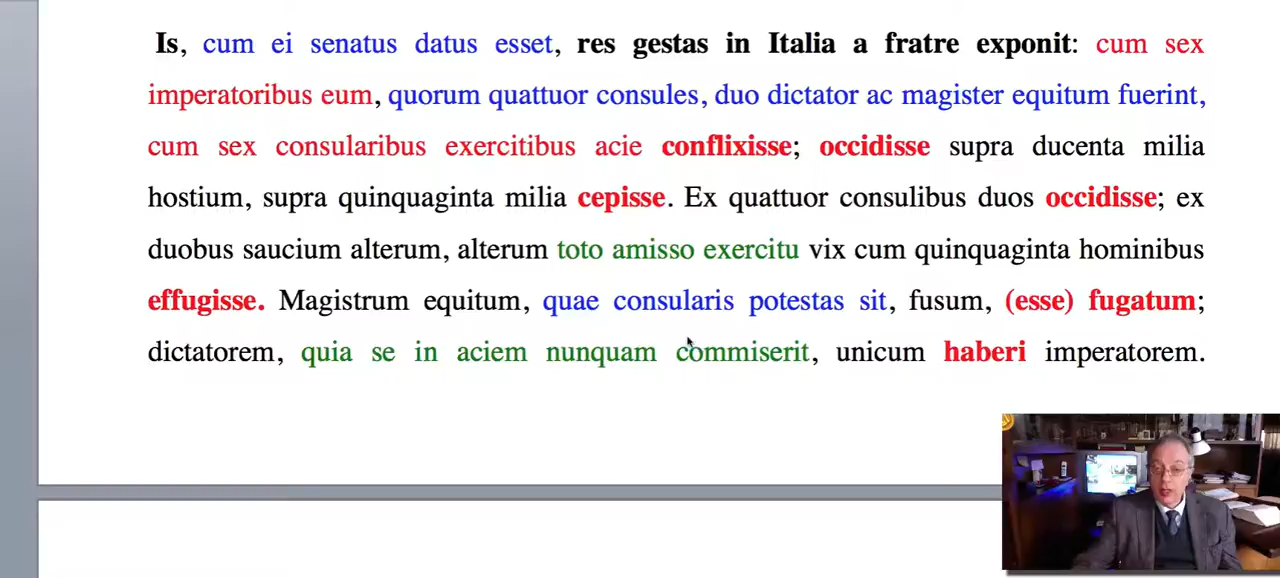 Is, cum ei senatus datus esset, res gestas in Italia a fratre exponit: cum sex
imperatoribus eum, quorum quattuor consules, duo dictator ac magister equitum fuerint,
cum sex consularibus exercitibus acie conflixisse; occidisse supra ducenta milia
hostium, supra quinquaginta milia cepisse. Ex quattuor consulibus duos occidisse; ex
duobus saucium alterum, alterum toto amisso exercitu vix cum quinquaginta hominibus
effugisse. Magistrum equitum, quae consularis potestas sit, fusum, (esse) fugatum;
dictatorem, quia se in aciem nunquam commiserit, unicum haberi imperatorem.